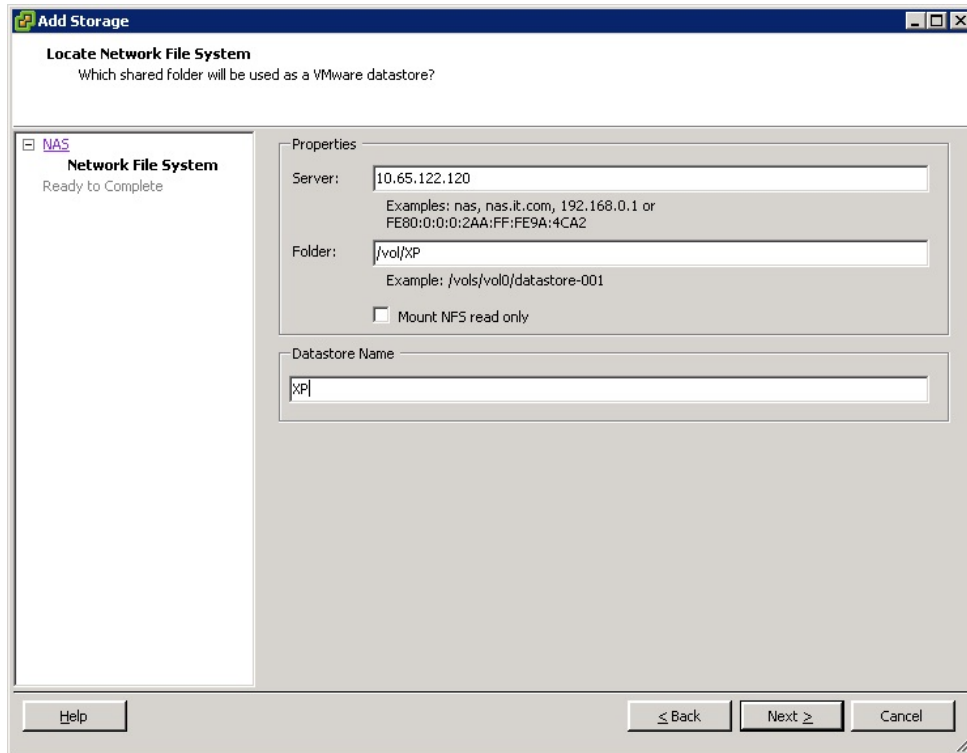 Add Storage
Locate Network File System
Which shared folder will be used as a VMware datastore?
NAS
Network File System
Ready to Complete
Properties
Server: 10.65.122.120
Examples: nas, nas.it.com, 192.168.0.1 or
FE80:0:0:0:2AA:FF:FE9A:4CA2
Folder: /vol/XP
Example: /vols/vol0/datastore-001
Mount NFS read only
Datastore Name
XP
Help
< Back
Next >
Cancel